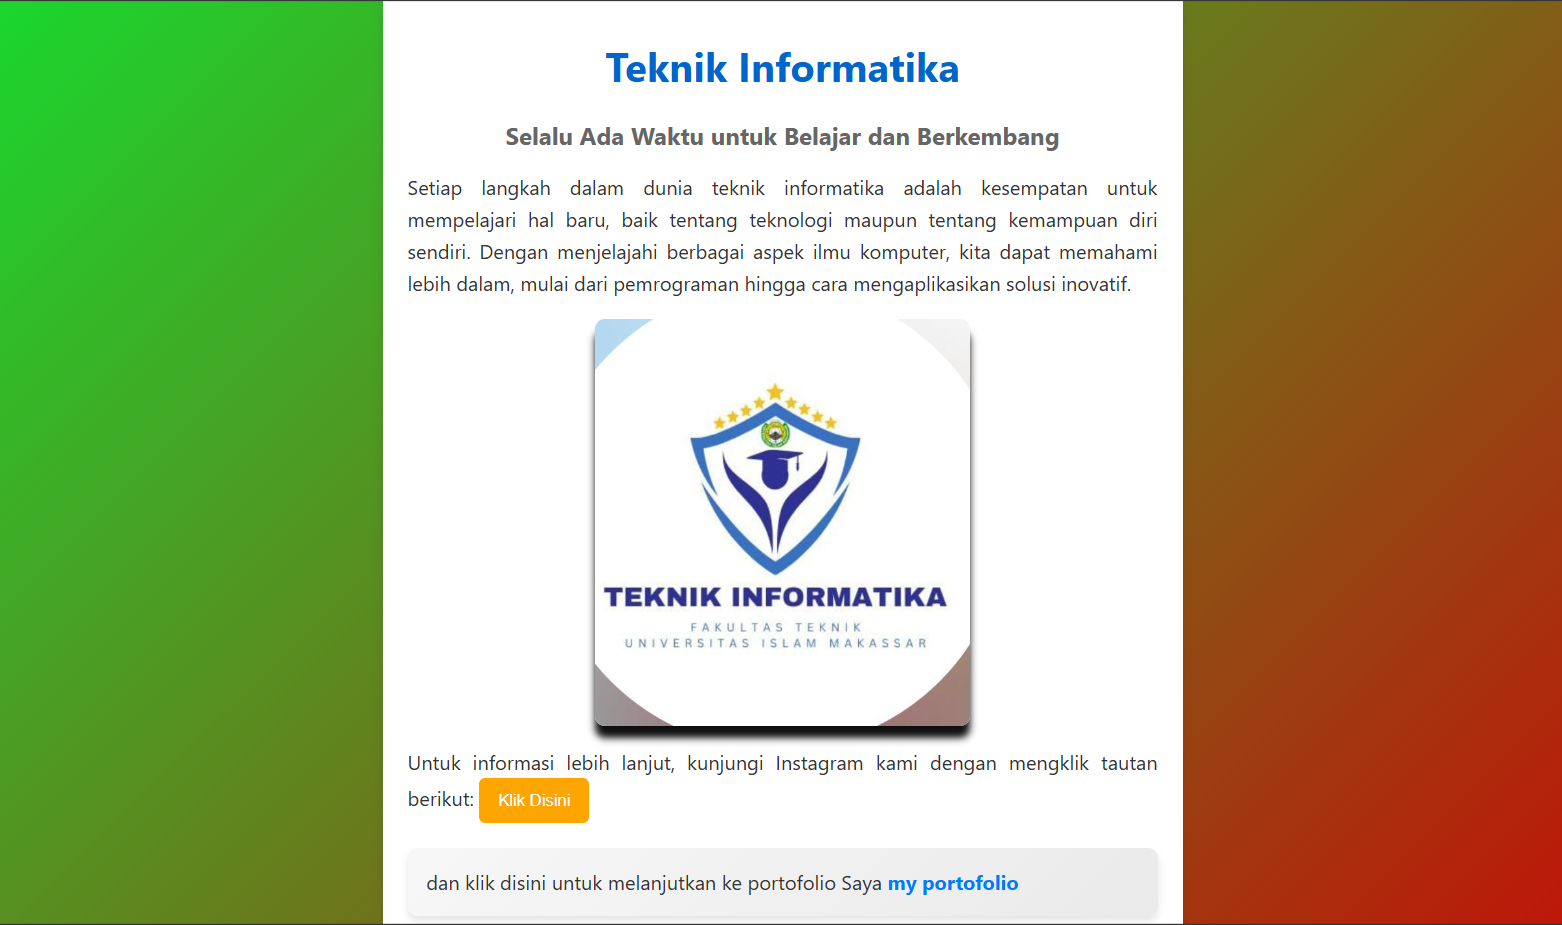 Teknik Informatika
Selalu Ada Waktu untuk Belajar dan Berkembang
Setiap langkah dalam dunia teknik informatika adalah kesempatan untuk
mempelajari hal baru, baik tentang teknologi maupun tentang kemampuan diri
sendiri. Dengan menjelajahi berbagai aspek ilmu komputer, kita dapat memahami
lebih dalam, mulai dari pemrograman hingga cara mengaplikasikan solusi inovatif.
TEKNIK INFORMATIKA
FAKULTAS TEKNIK
UNIVERSITAS ISLAM MAKASSAR
Untuk informasi lebih lanjut, kunjungi Instagram kami dengan mengklik tautan
berikut: Klik Disini
dan klik disini untuk melanjutkan ke portofolio Saya my portofolio